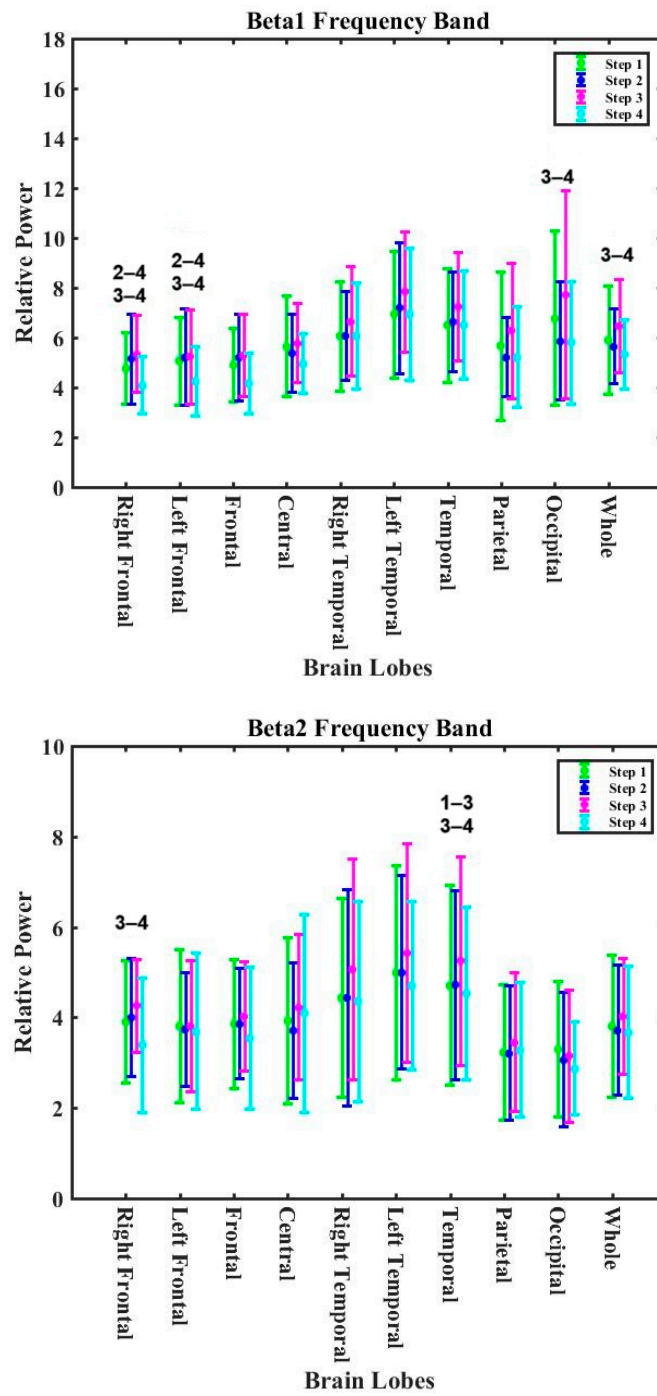 Beta1 Frequency Band
18
16
14
12
10
8
6
4
2
0
Relative Power
Step 1
Step 2
Step 3
Step 4
2–4
3–4
2–4
3–4
3–4
3–4
Right Frontal
Left Frontal
Frontal
Central
Right Temporal
Left Temporal
Temporal
Parietal
Occipital
Whole
Brain Lobes
Beta2 Frequency Band
10
8
6
4
2
0
Relative Power
Step 1
Step 2
Step 3
Step 4
3–4
1–3
3–4
Right Frontal
Left Frontal
Frontal
Central
Right Temporal
Left Temporal
Temporal
Parietal
Occipital
Whole
Brain Lobes